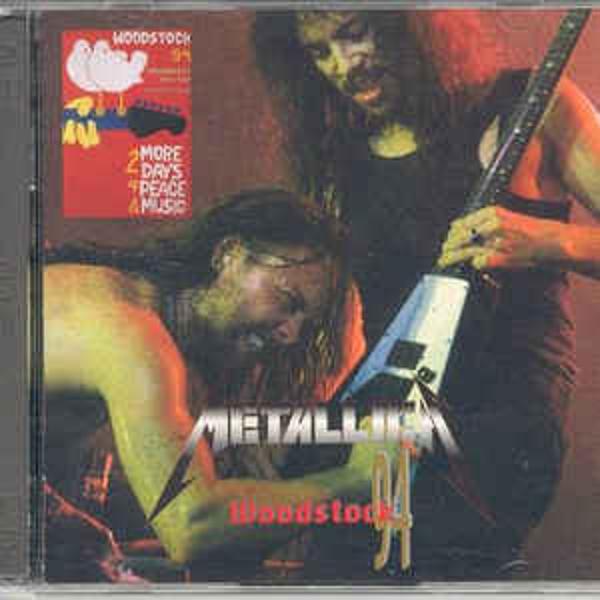 WOODSTOCK
94
2 MORE
DAYS
OF PEACE
& MUSIC
METALLICA
Woodstock
94